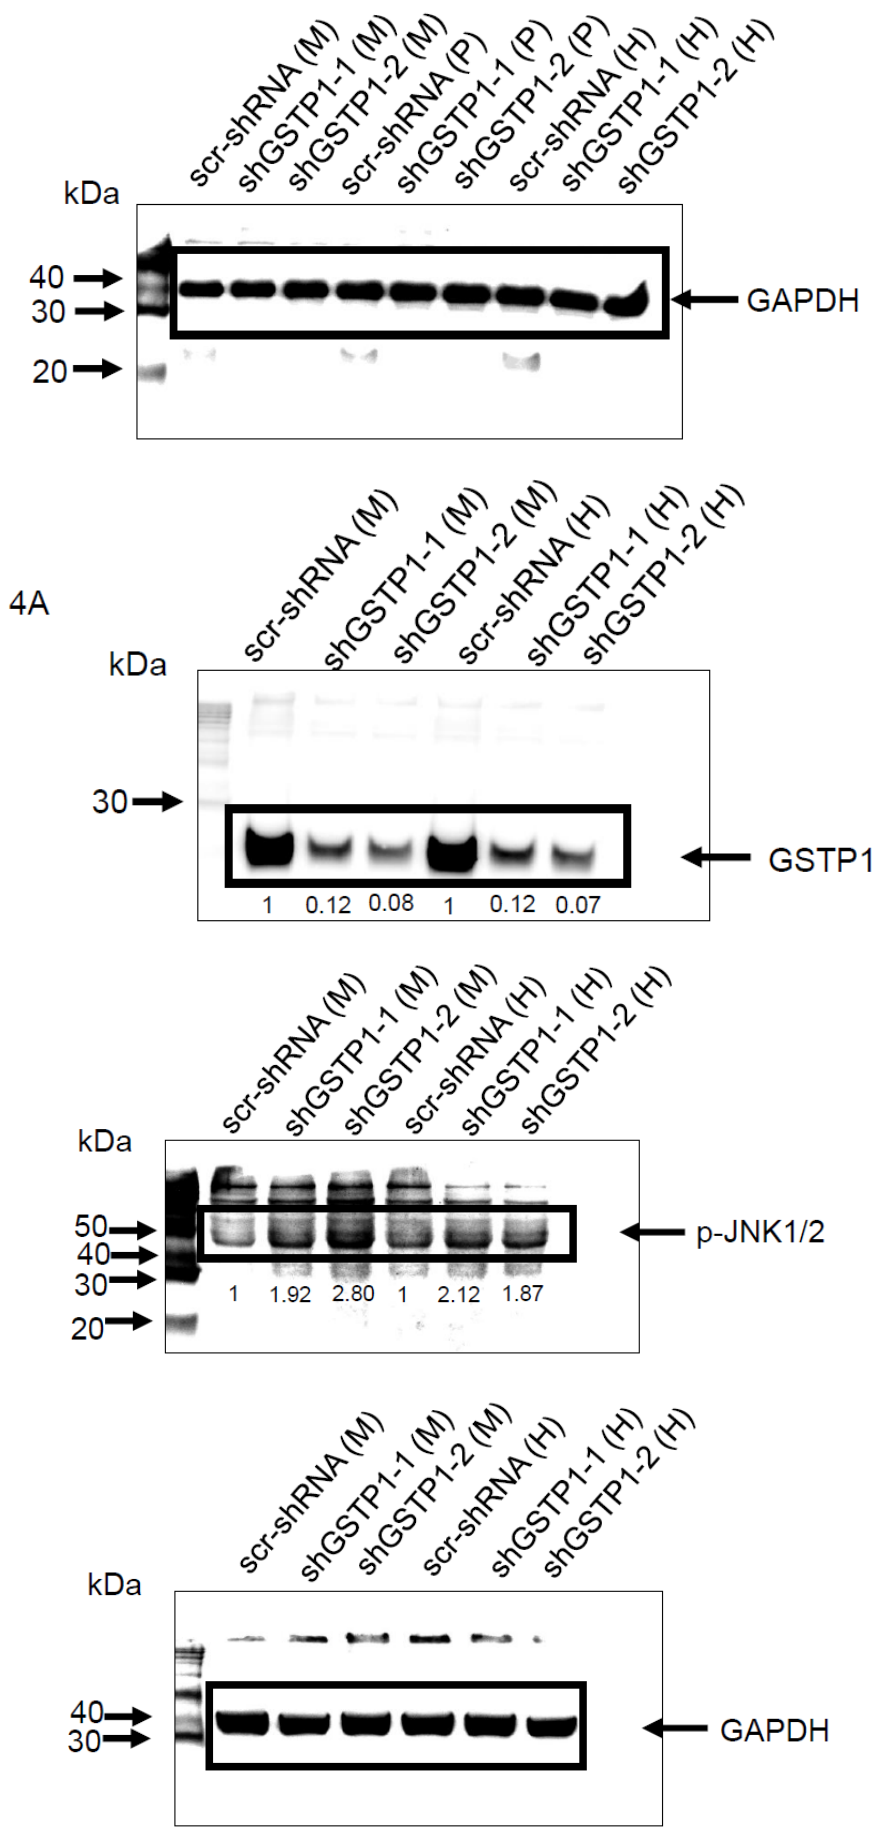 scr-shRNA (M)
shGSTP1-1 (M)
shGSTP1-2 (M)
scr-shRNA (P)
shGSTP1-1 (P)
shGSTP1-2 (P)
scr-shRNA (H)
shGSTP1-1 (H)
shGSTP1-2 (H)
kDa
40
30
20
GAPDH
4A
scr-shRNA (M)
shGSTP1-1 (M)
shGSTP1-2 (M)
scr-shRNA (H)
shGSTP1-1 (H)
shGSTP1-2 (H)
kDa
30
GSTP1
1 0.12 0.08 1 0.12 0.07
scr-shRNA (M)
shGSTP1-1 (M)
shGSTP1-2 (M)
scr-shRNA (H)
shGSTP1-1 (H)
shGSTP1-2 (H)
kDa
50
40
30
20
p-JNK1/2
1 1.92 2.80 1 2.12 1.87
scr-shRNA (M)
shGSTP1-1 (M)
shGSTP1-2 (M)
scr-shRNA (H)
shGSTP1-1 (H)
shGSTP1-2 (H)
kDa
40
30
GAPDH